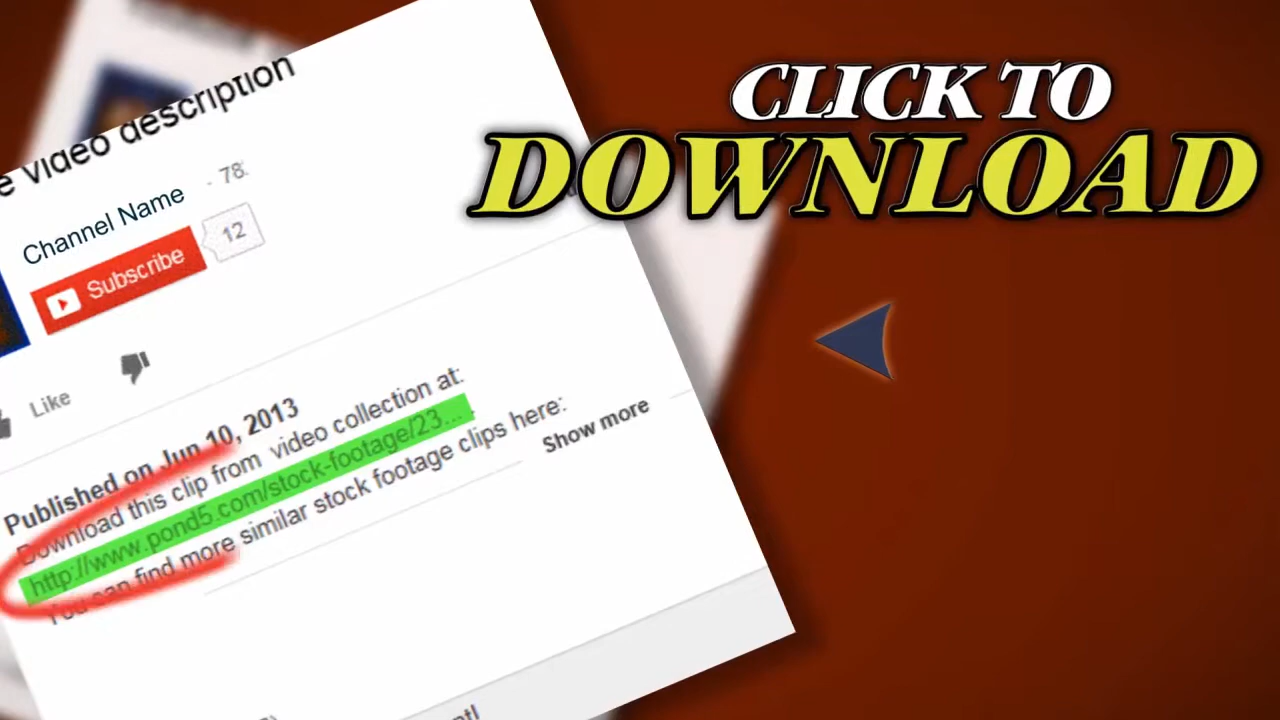 CLICK TO
DOWNLOAD
video description
Channel Name
78
Subscribe
12
Like
Published on Jun 10, 2013
Download this clip from video collection at:
http://www.pond5.com/stock-footage/23...
You can find more similar stock footage clips here:
Show more